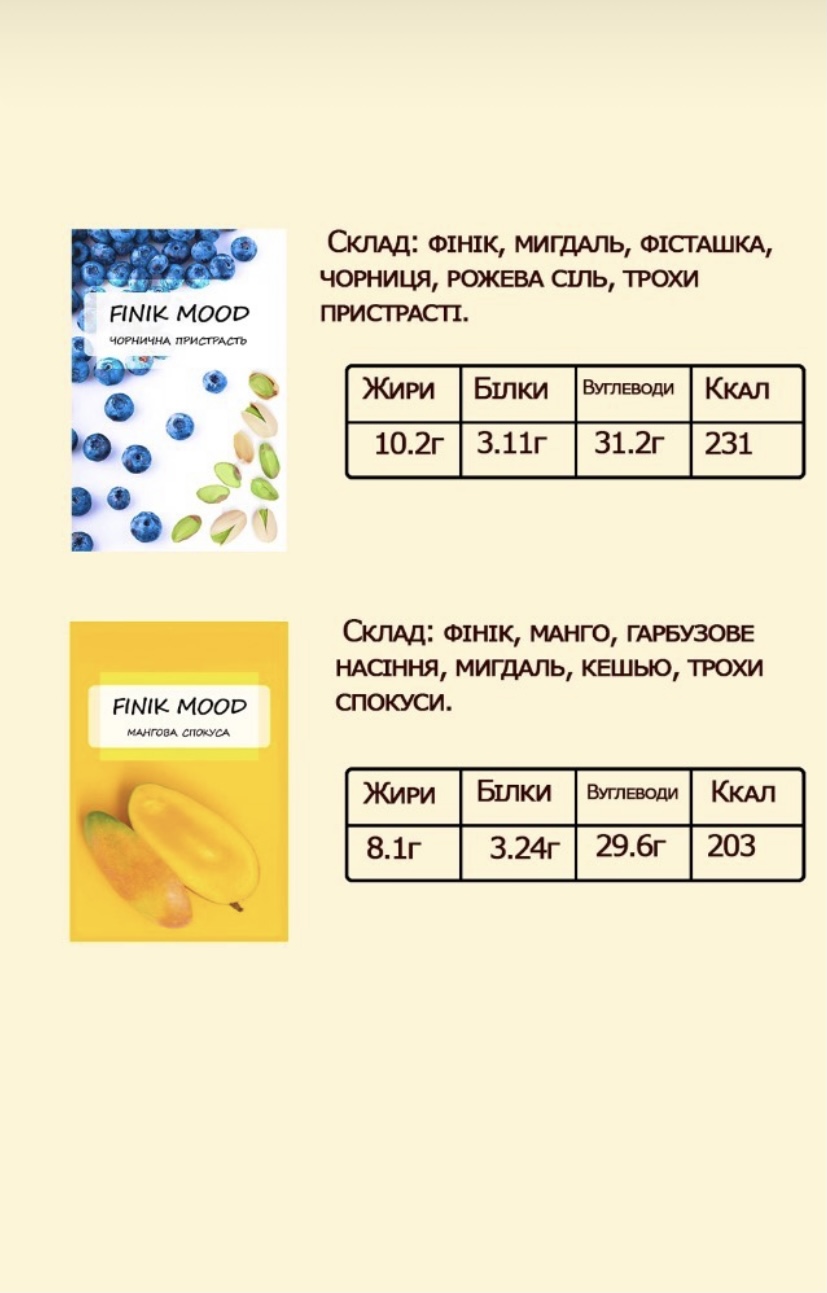 FINIK MOOD
ЧОРНИЧНА ПРИСТРАСТЬ
Склад: фінік, мигдаль, фісташка,
чорниця, рожева сіль, трохи
пристрасті.
Жири Білки Вуглеводи Ккал
10.2г 3.11г 31.2г 231
FINIK MOOD
МАНГОВА СПОКУСА
Склад: фінік, манго, гарбузове
насіння, мигдаль, кешью, трохи
спокуси.
Жири Білки Вуглеводи Ккал
8.1г 3.24г 29.6г 203